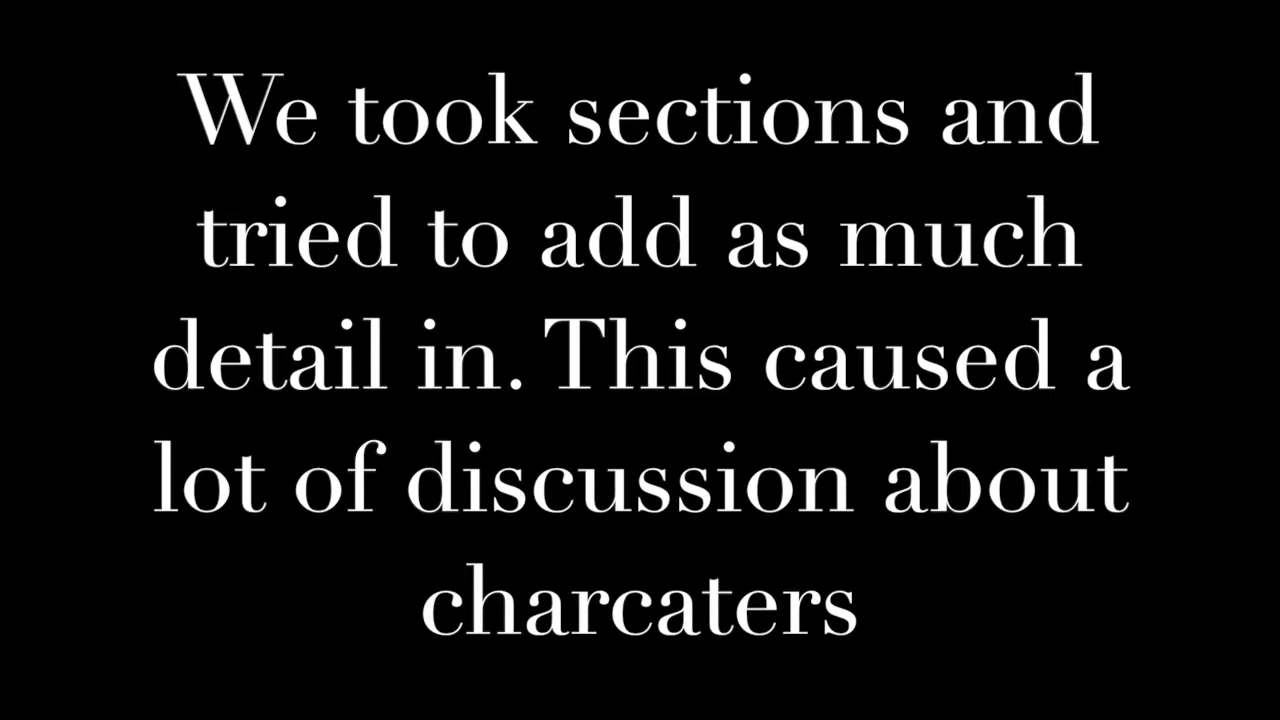 We took sections and
tried to add as much
detail in. This caused a
lot of discussion about
charcaters